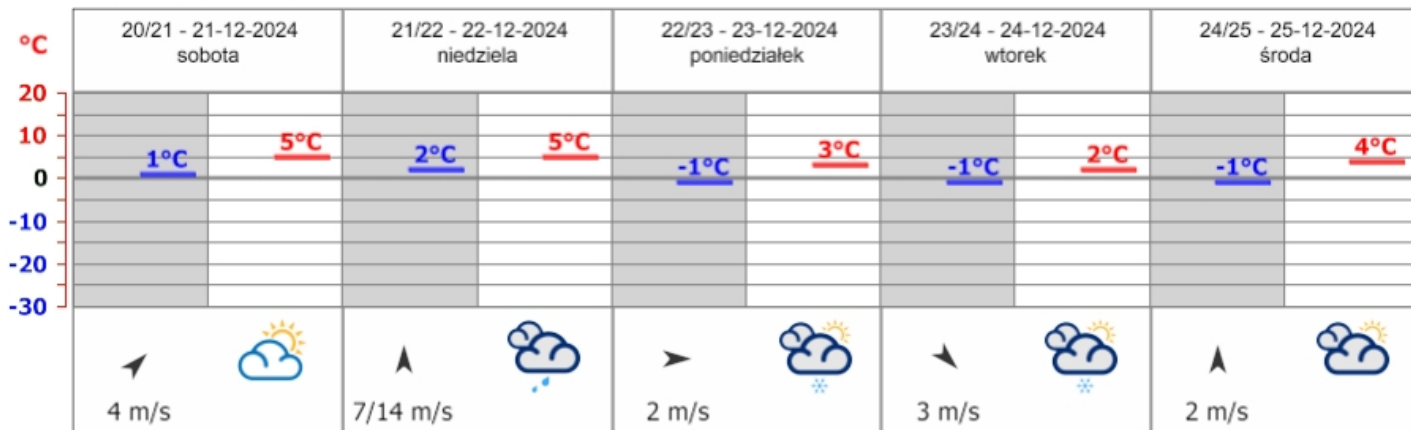 °C
20/21 - 21-12-2024
sobota
21/22 - 22-12-2024
niedziela
22/23 - 23-12-2024
poniedziałek
23/24 - 24-12-2024
wtorek
24/25 - 25-12-2024
środa
20
10
0
-10
-20
-30
1°C
5°C
2°C
5°C
-1°C
3°C
-1°C
2°C
-1°C
4°C
4 m/s
7/14 m/s
2 m/s
3 m/s
2 m/s